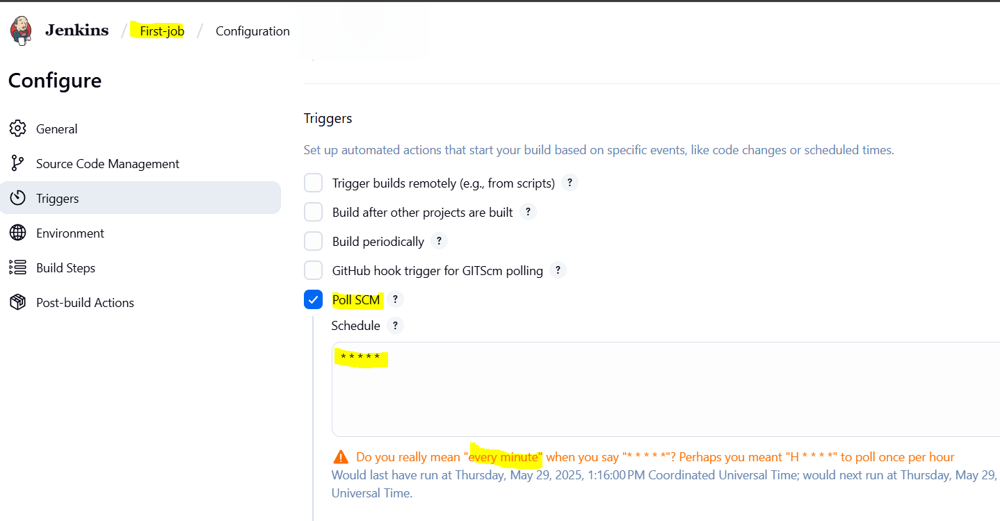 Jenkins / First-job / Configuration
Configure
General
Source Code Management
Triggers
Environment
Build Steps
Post-build Actions
Triggers
Set up automated actions that start your build based on specific events, like code changes or scheduled times.
Trigger builds remotely (e.g., from scripts) ?
Build after other projects are built ?
Build periodically ?
GitHub hook trigger for GITScm polling ?
Poll SCM ?
Schedule ?
* * * * *
Do you really mean "every minute" when you say "* * * * *"? Perhaps you meant "H * * * *" to poll once per hour
Would last have run at Thursday, May 29, 2025, 1:16:00 PM Coordinated Universal Time; would next run at Thursday, May 29,
Universal Time.